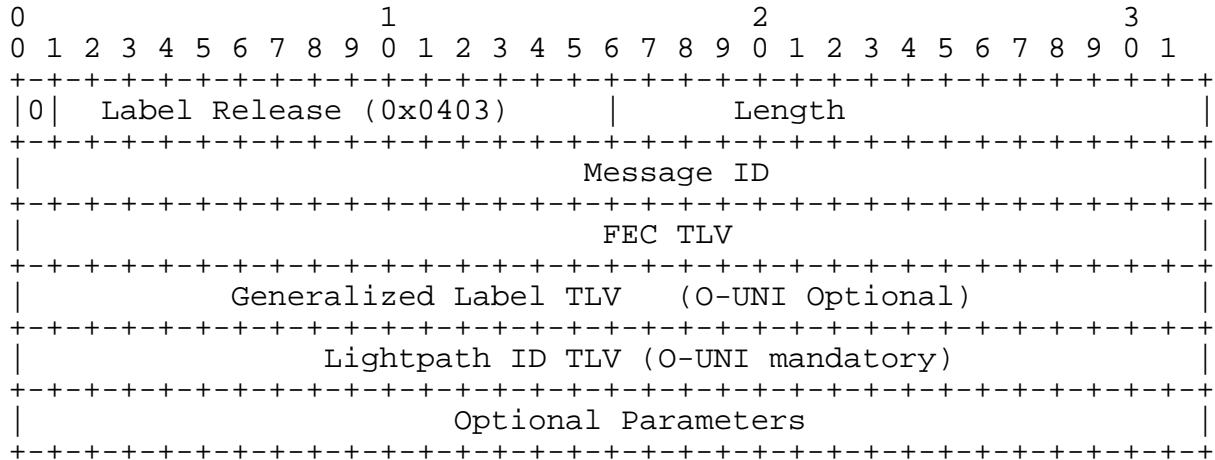 0                   1                   2                   3
0 1 2 3 4 5 6 7 8 9 0 1 2 3 4 5 6 7 8 9 0 1 2 3 4 5 6 7 8 9 0 1
+-+-+-+-+-+-+-+-+-+-+-+-+-+-+-+-+-+-+-+-+-+-+-+-+-+-+-+-+-+-+-+-+
|0|  Label Release (0x0403)     |      Length                   |
+-+-+-+-+-+-+-+-+-+-+-+-+-+-+-+-+-+-+-+-+-+-+-+-+-+-+-+-+-+-+-+-+
|                              Message ID                       |
+-+-+-+-+-+-+-+-+-+-+-+-+-+-+-+-+-+-+-+-+-+-+-+-+-+-+-+-+-+-+-+-+
|                               FEC TLV                         |
+-+-+-+-+-+-+-+-+-+-+-+-+-+-+-+-+-+-+-+-+-+-+-+-+-+-+-+-+-+-+-+-+
|           Generalized Label TLV   (O-UNI Optional)            |
+-+-+-+-+-+-+-+-+-+-+-+-+-+-+-+-+-+-+-+-+-+-+-+-+-+-+-+-+-+-+-+-+
|                Lightpath ID TLV (O-UNI mandatory)             |
+-+-+-+-+-+-+-+-+-+-+-+-+-+-+-+-+-+-+-+-+-+-+-+-+-+-+-+-+-+-+-+-+
|                       Optional Parameters                     |
+-+-+-+-+-+-+-+-+-+-+-+-+-+-+-+-+-+-+-+-+-+-+-+-+-+-+-+-+-+-+-+-+